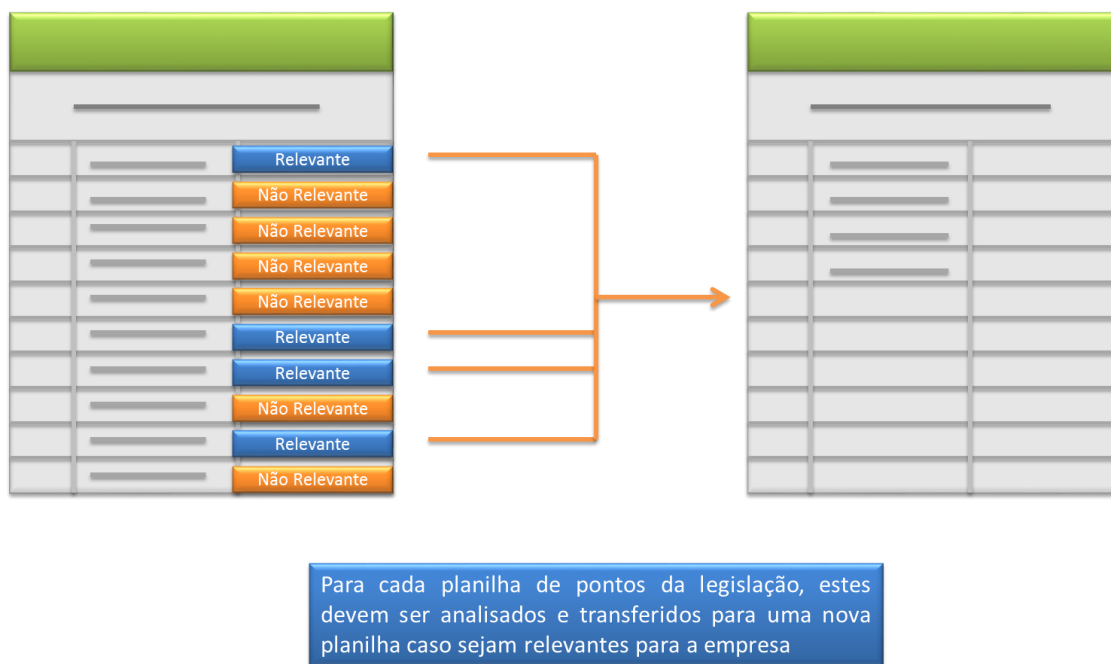 Relevante
Não Relevante
Não Relevante
Não Relevante
Não Relevante
Relevante
Relevante
Não Relevante
Relevante
Não Relevante
Para cada planilha de pontos da legislação, estes
devem ser analisados e transferidos para uma nova
planilha caso sejam relevantes para a empresa